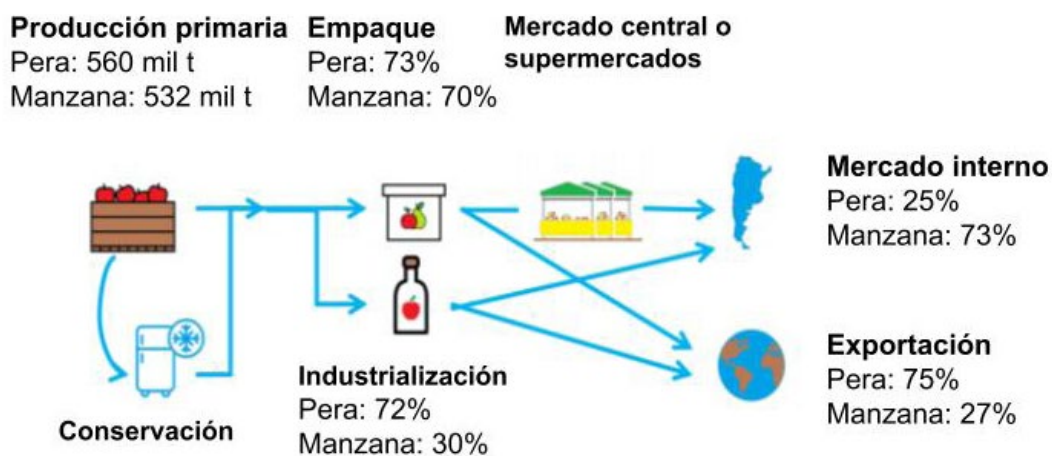 Producción primaria
Pera: 560 mil t
Manzana: 532 mil t
Empaque
Pera: 73%
Manzana: 70%
Mercado central o
supermercados
Mercado interno
Pera: 25%
Manzana: 73%
Conservación
Industrialización
Pera: 72%
Manzana: 30%
Exportación
Pera: 75%
Manzana: 27%